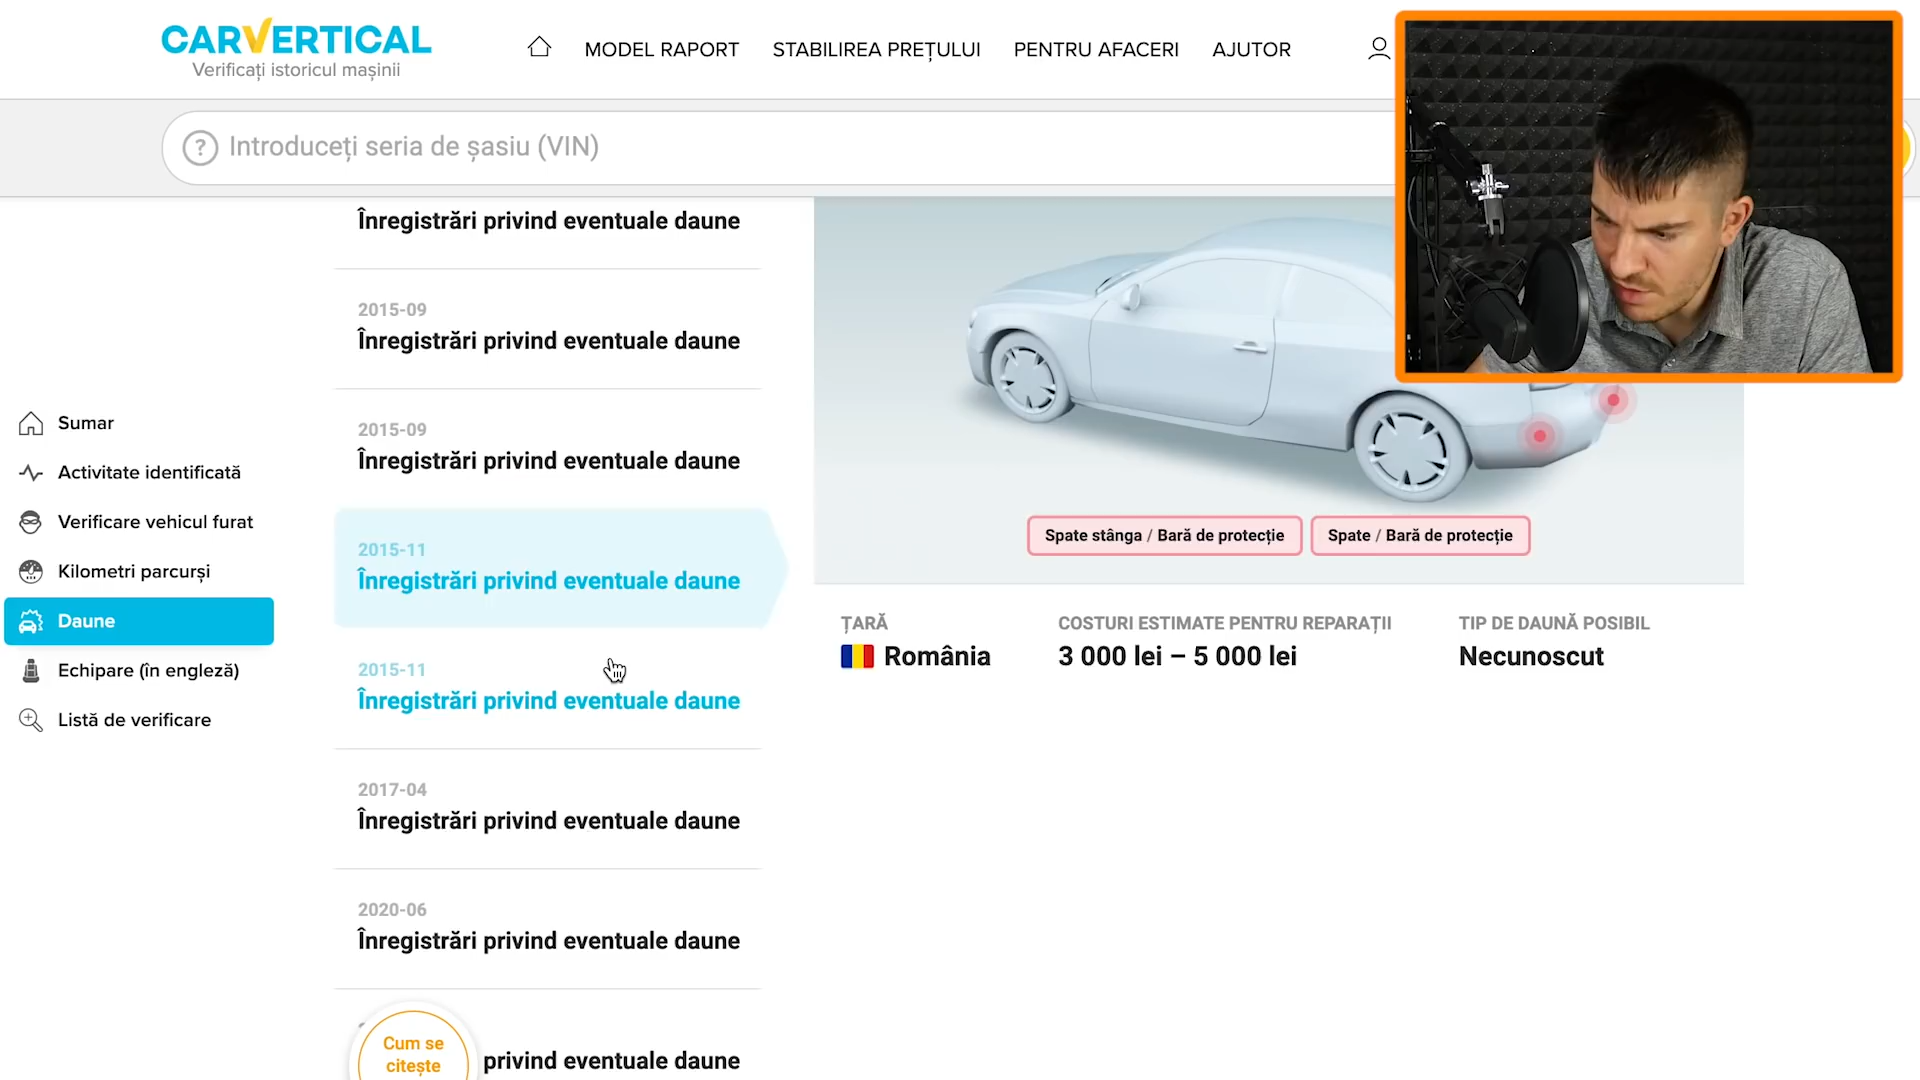 CARVERTICAL
Verificați istoricul mașinii
MODEL RAPORT
STABILIREA PREȚULUI
PENTRU AFACERI
AJUTOR
? Introduceți seria de șasiu (VIN)
Sumar
Activitate identificată
Verificare vehicul furat
Kilometri parcurși
Daune
Echipare (în engleză)
Listă de verificare
Înregistrări privind eventuale daune
2015-09
Înregistrări privind eventuale daune
2015-09
Înregistrări privind eventuale daune
2015-11
Înregistrări privind eventuale daune
2015-11
Înregistrări privind eventuale daune
2017-04
Înregistrări privind eventuale daune
2020-06
Înregistrări privind eventuale daune
privind eventuale daune
Cum se
citește
Spate stânga / Bară de protecție
Spate / Bară de protecție
ȚARĂ
România
COSTURI ESTIMATE PENTRU REPARAȚII
3 000 lei – 5 000 lei
TIP DE DAUNĂ POSIBIL
Necunoscut